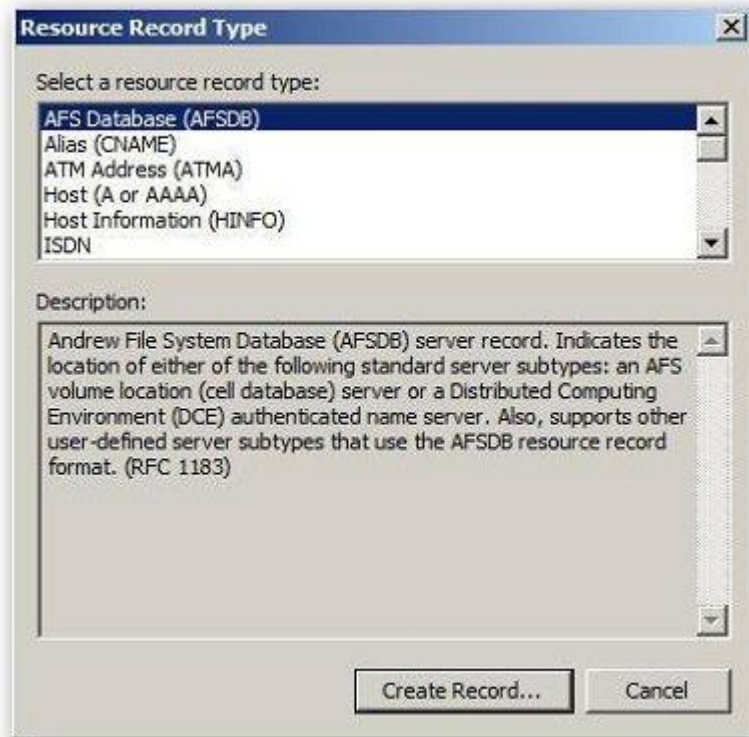 Resource Record Type
Select a resource record type:
AFS Database (AFSDB)
Alias (CNAME)
ATM Address (ATMA)
Host (A or AAAA)
Host Information (HINFO)
ISDN
Description:
Andrew File System Database (AFSDB) server record. Indicates the
location of either of the following standard server subtypes: an AFS
volume location (cell database) server or a Distributed Computing
Environment (DCE) authenticated name server. Also, supports other
user-defined server subtypes that use the AFSDB resource record
format. (RFC 1183)
Create Record...
Cancel